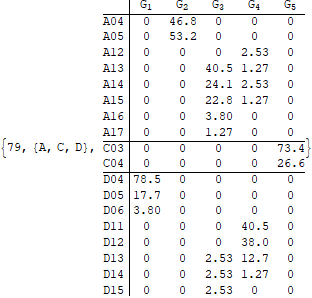 G₁ G₂ G₃ G₄ G₅
A04 0 46.8 0 0 0
A05 0 53.2 0 0 0
A12 0 0 0 2.53 0
A13 0 0 40.5 1.27 0
A14 0 0 24.1 2.53 0
A15 0 0 22.8 1.27 0
A16 0 0 3.80 0 0
A17 0 0 1.27 0 0
{79, {A, C, D}, C03 0 0 0 0 73.4}
C04 0 0 0 0 26.6
D04 78.5 0 0 0 0
D05 17.7 0 0 0 0
D06 3.80 0 0 0 0
D11 0 0 0 40.5 0
D12 0 0 0 38.0 0
D13 0 0 2.53 12.7 0
D14 0 0 2.53 1.27 0
D15 0 0 2.53 0 0